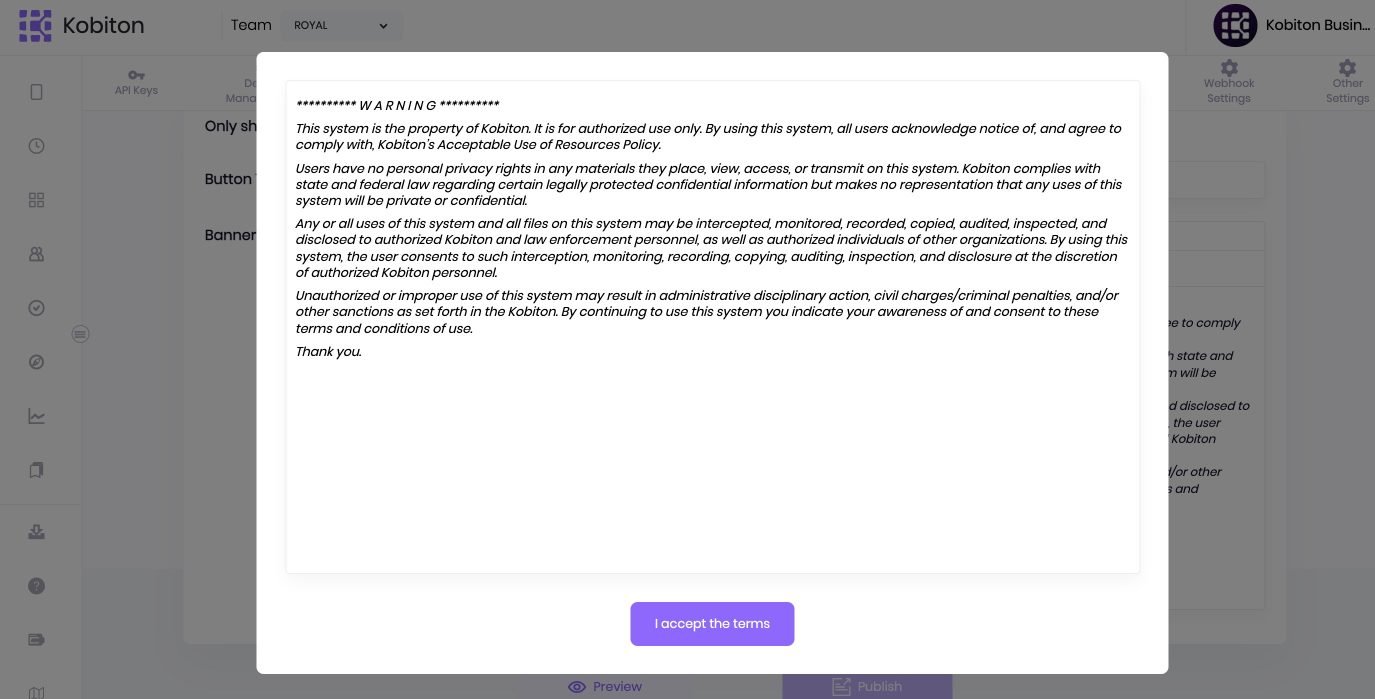 Kobiton
Team
ROYAL
Kobiton Busin...
API Keys
De
Mana
Webhook
Settings
Other
Settings
Only sh
Button
Banner
********** W A R N I N G **********
This system is the property of Kobiton. It is for authorized use only. By using this system, all users acknowledge notice of, and agree to
comply with, Kobiton's Acceptable Use of Resources Policy.
Users have no personal privacy rights in any materials they place, view, access, or transmit on this system. Kobiton complies with
state and federal law regarding certain legally protected confidential information but makes no representation that any uses of this
system will be private or confidential.
Any or all uses of this system and all files on this system may be intercepted, monitored, recorded, copied, audited, inspected, and
disclosed to authorized Kobiton and law enforcement personnel, as well as authorized individuals of other organizations. By using this
system, the user consents to such interception, monitoring, recording, copying, auditing, inspection, and disclosure at the discretion
of authorized Kobiton personnel.
Unauthorized or improper use of this system may result in administrative disciplinary action, civil charges/criminal penalties, and/or
other sanctions as set forth in the Kobiton. By continuing to use this system you indicate your awareness of and consent to these
terms and conditions of use.
Thank you.
ee to comply
h state and
m will be
d disclosed to
, the user
Kobiton
d/or other
s and
I accept the terms
Preview
Publish